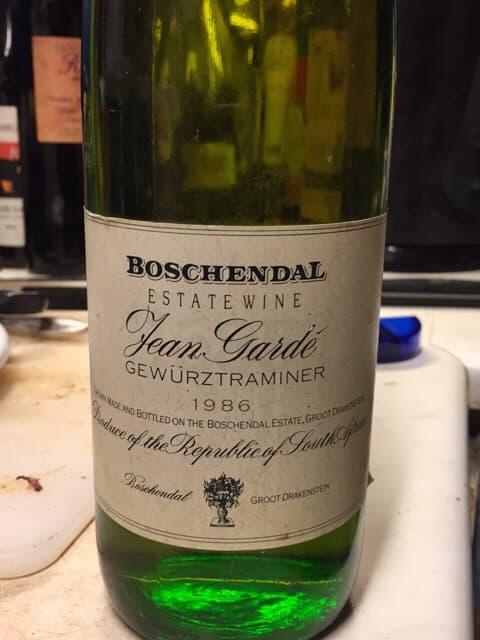 BOSCHENDAL
ESTATE WINE
Jean Gardé
GEWÜRZTRAMINER
1986
GROWN MADE AND BOTTLED ON THE BOSCHENDAL ESTATE, GROOT DRAKENSTEIN
Produce of the Republic of South Africa
Boschendal GROOT DRAKENSTEIN